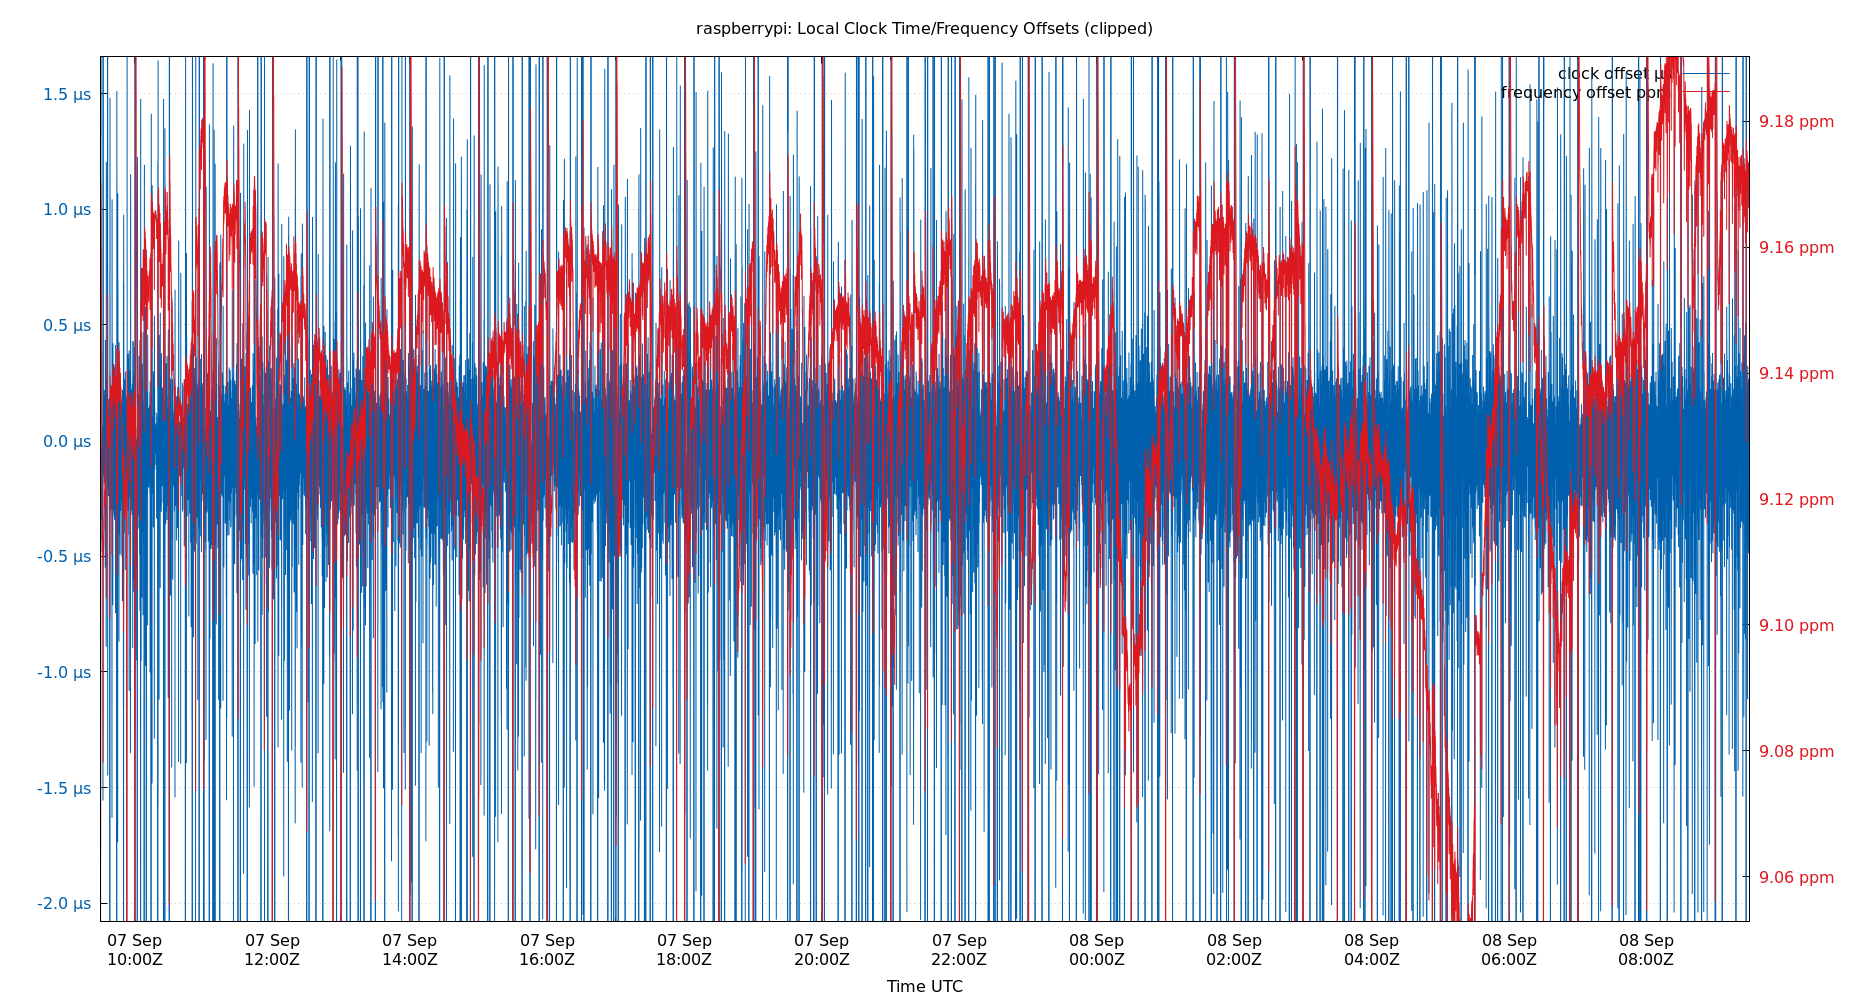 raspberrypi: Local Clock Time/Frequency Offsets (clipped)
clock offset
frequency offset
1.5 µs
1.0 µs
0.5 µs
0.0 µs
-0.5 µs
-1.0 µs
-1.5 µs
-2.0 µs
9.18 ppm
9.16 ppm
9.14 ppm
9.12 ppm
9.10 ppm
9.08 ppm
9.06 ppm
07 Sep 07 Sep 07 Sep 07 Sep 07 Sep 07 Sep 07 Sep 08 Sep 08 Sep 08 Sep 08 Sep 08 Sep
10:00Z 12:00Z 14:00Z 16:00Z 18:00Z 20:00Z 22:00Z 00:00Z 02:00Z 04:00Z 06:00Z 08:00Z
Time UTC